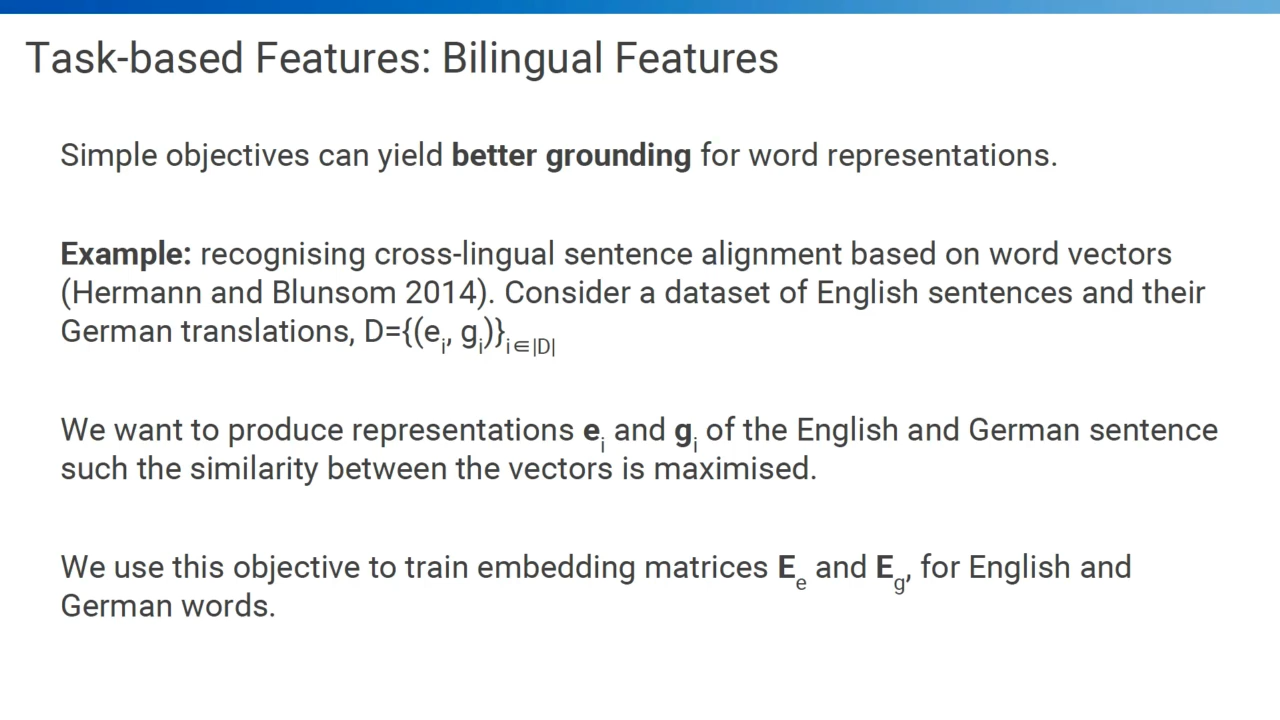 Task-based Features: Bilingual Features
Simple objectives can yield better grounding for word representations.
Example: recognising cross-lingual sentence alignment based on word vectors
(Hermann and Blunsom 2014). Consider a dataset of English sentences and their
German translations, D={(eᵢ, gᵢ)}i∈|D|
We want to produce representations eᵢ and gᵢ of the English and German sentence
such the similarity between the vectors is maximised.
We use this objective to train embedding matrices Ee and Eg, for English and
German words.